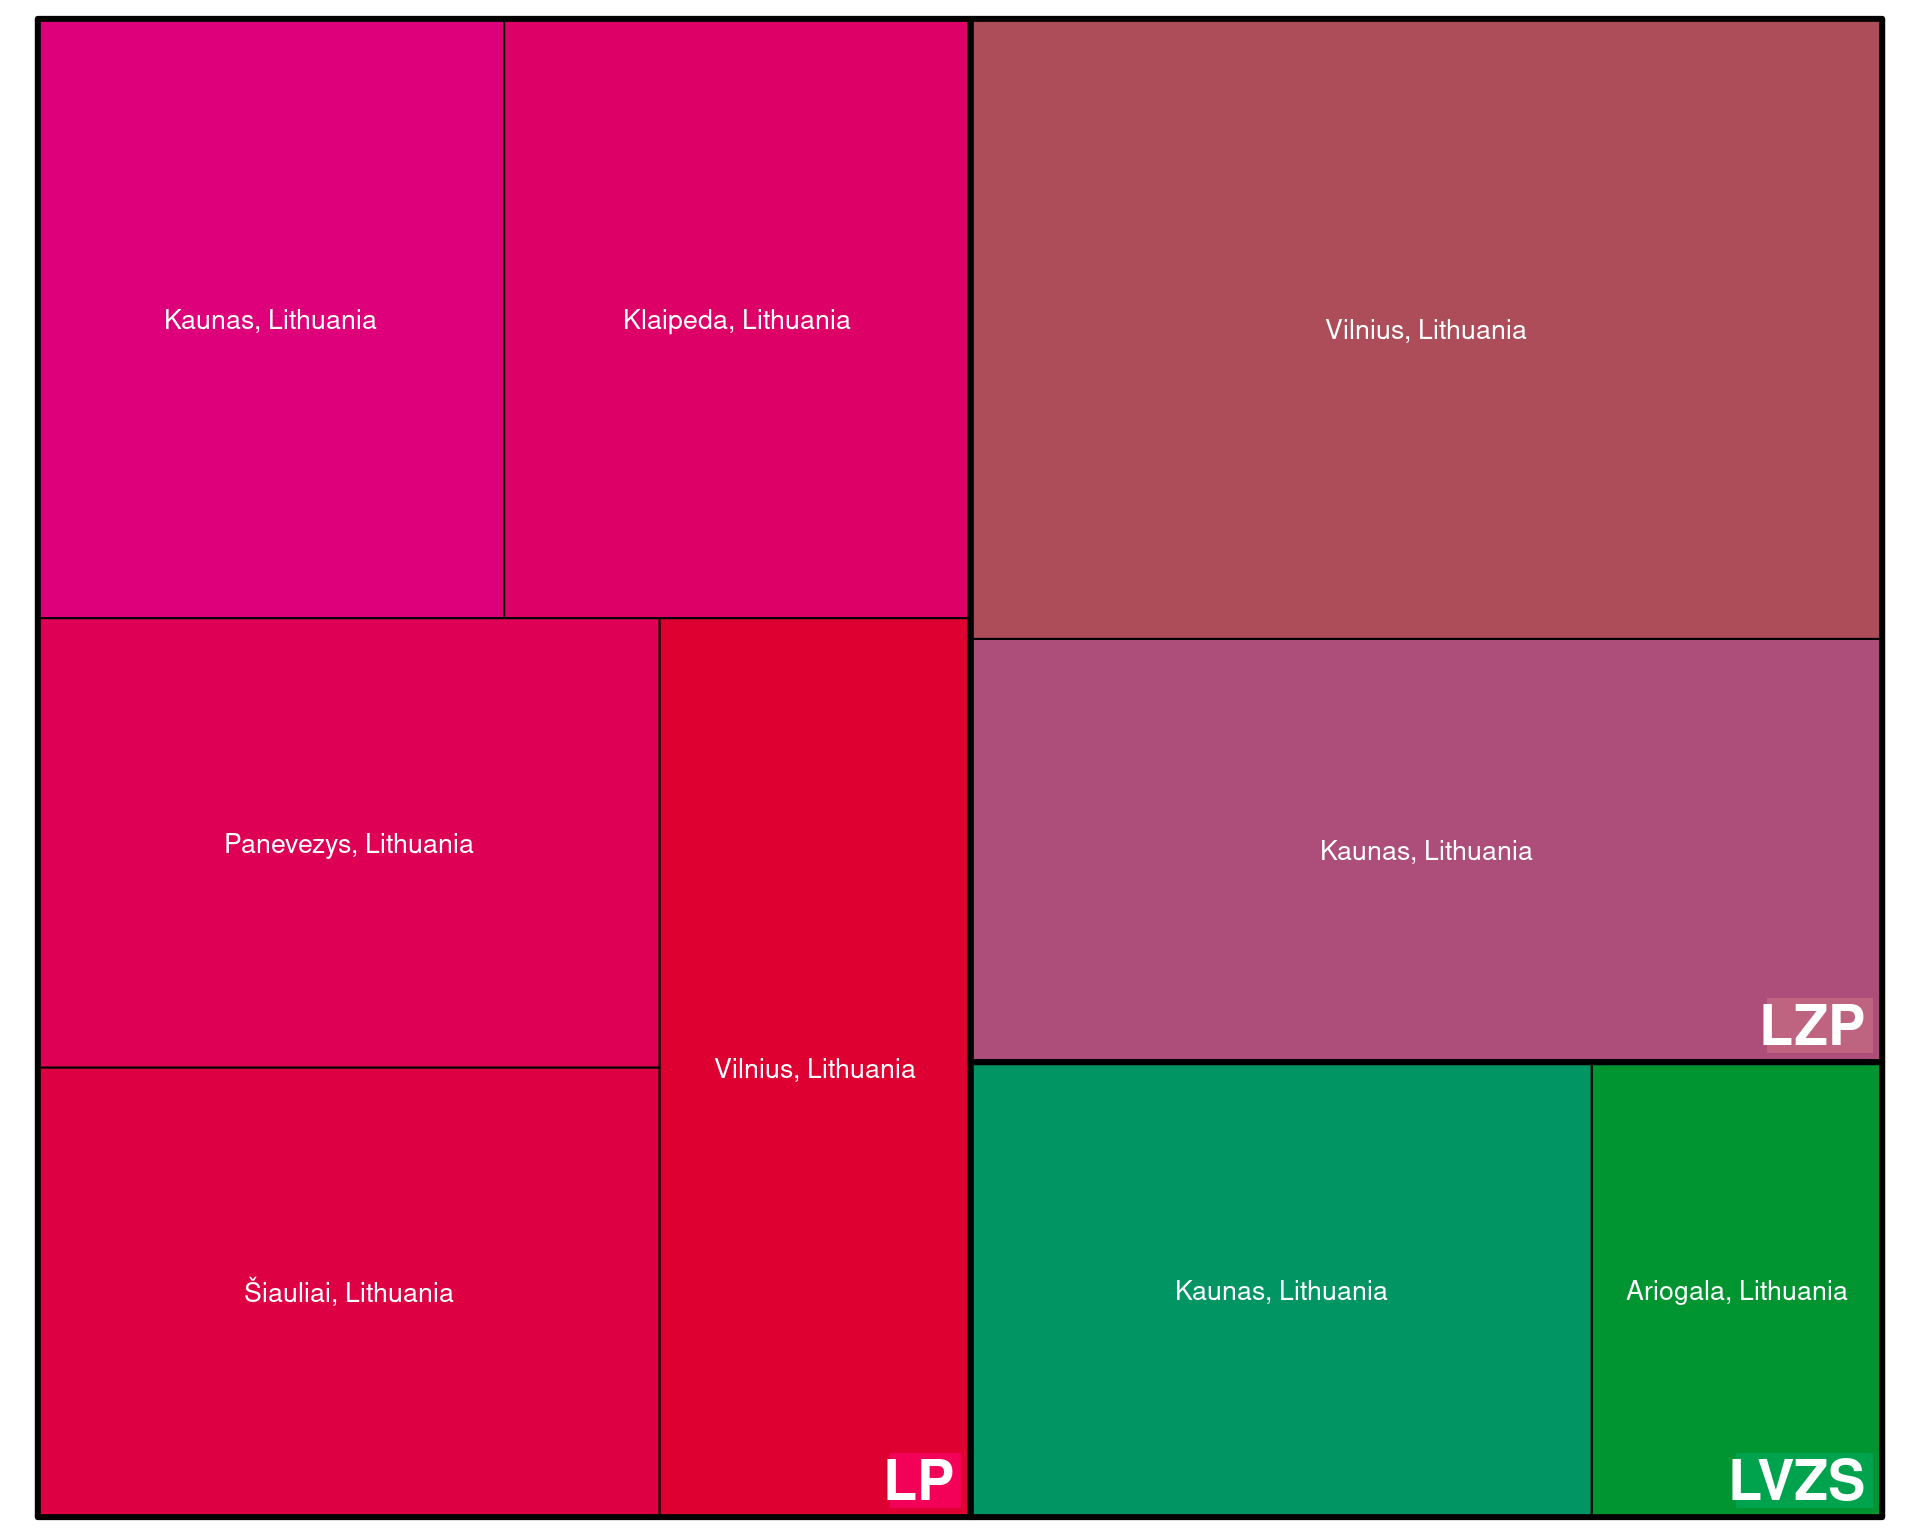 Kaunas, Lithuania
Klaipeda, Lithuania
Vilnius, Lithuania
Panevezys, Lithuania
Kaunas, Lithuania
LZP
Vilnius, Lithuania
Šiauliai, Lithuania
Kaunas, Lithuania
Ariogala, Lithuania
LP
LVZS